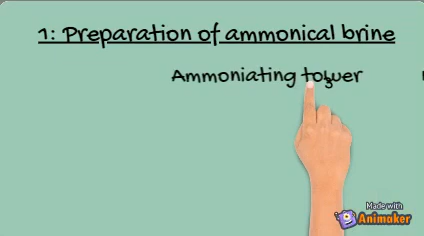 1: Preparation of ammonical brine
Ammoniating tower
Made with
Animaker